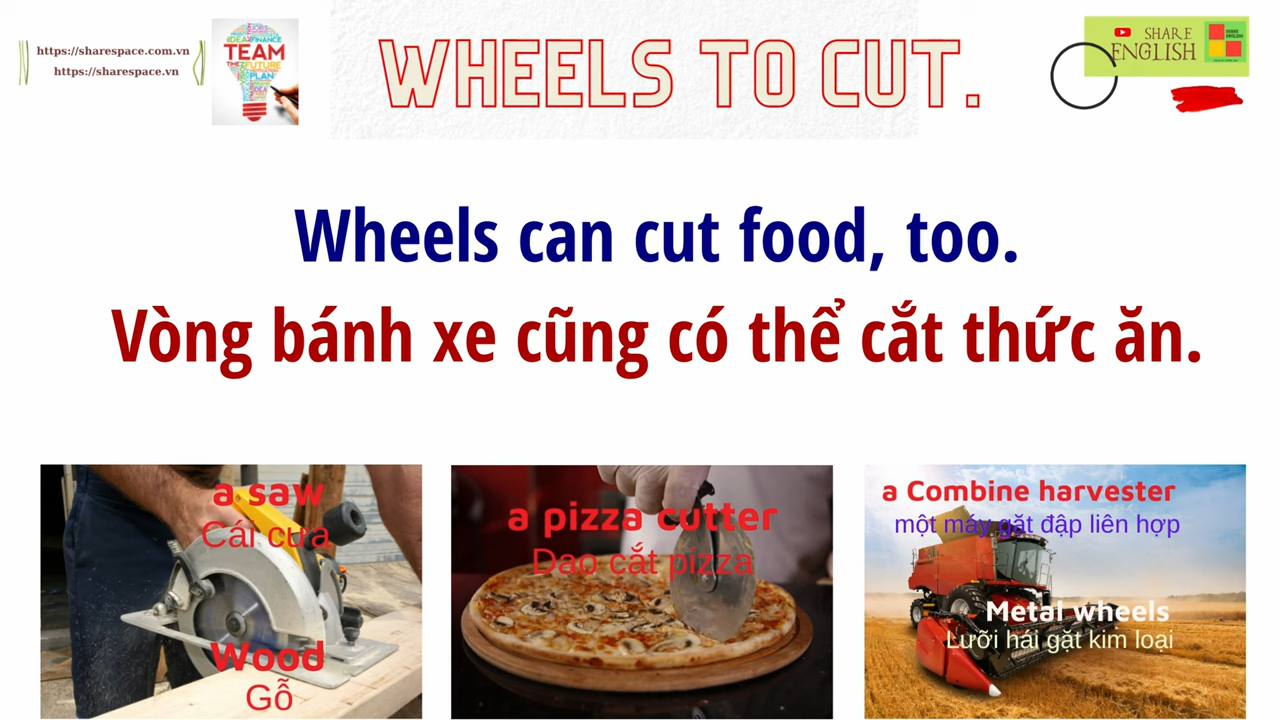 https://sharespace.com.vn
https://sharespace.vn
TEAM
FUTURE
PLAN
WHEELS TO CUT.
SHARE
ENGLISH
Wheels can cut food, too.
Vòng bánh xe cũng có thể cắt thức ăn.
a saw
Cái cưa
Wood
Gỗ
a pizza cutter
Dao cắt pizza
a Combine harvester
một máy gặt đập liên hợp
Metal wheels
Lưỡi hái gặt kim loại